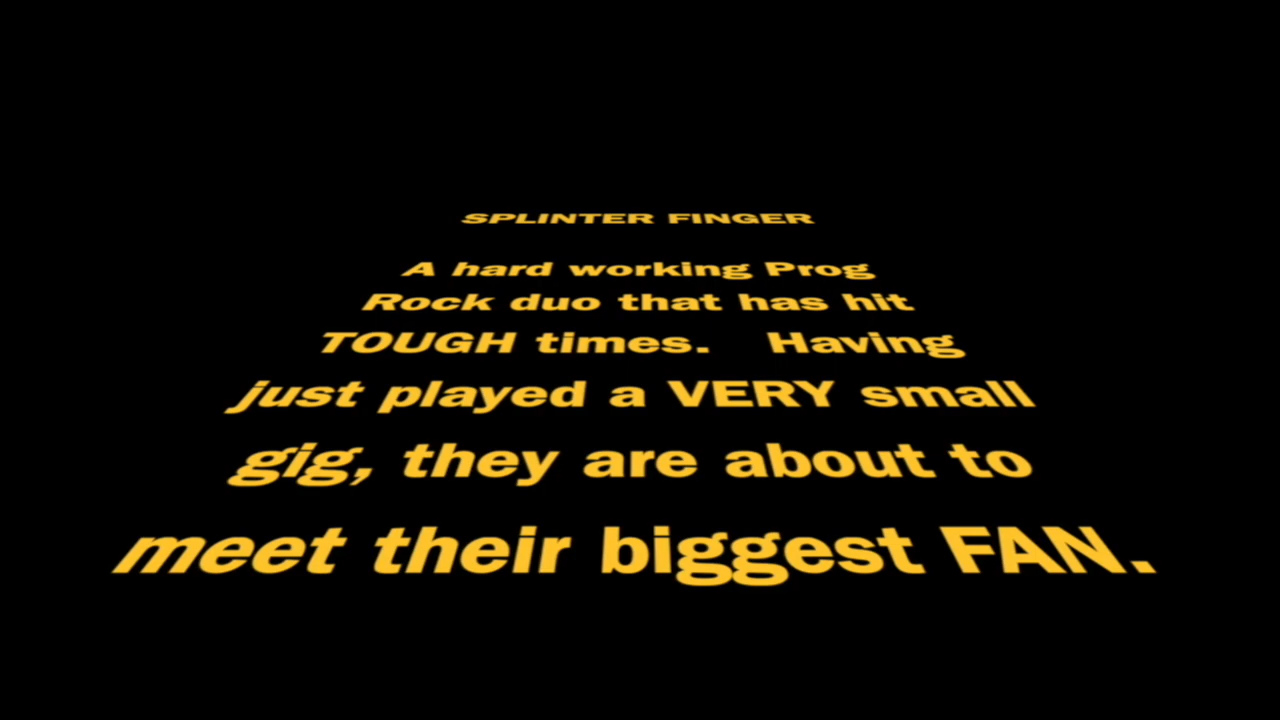 SPLINTER FINGER
A hard working Prog
Rock duo that has hit
TOUGH times. Having
just played a VERY small
gig, they are about to
meet their biggest FAN.